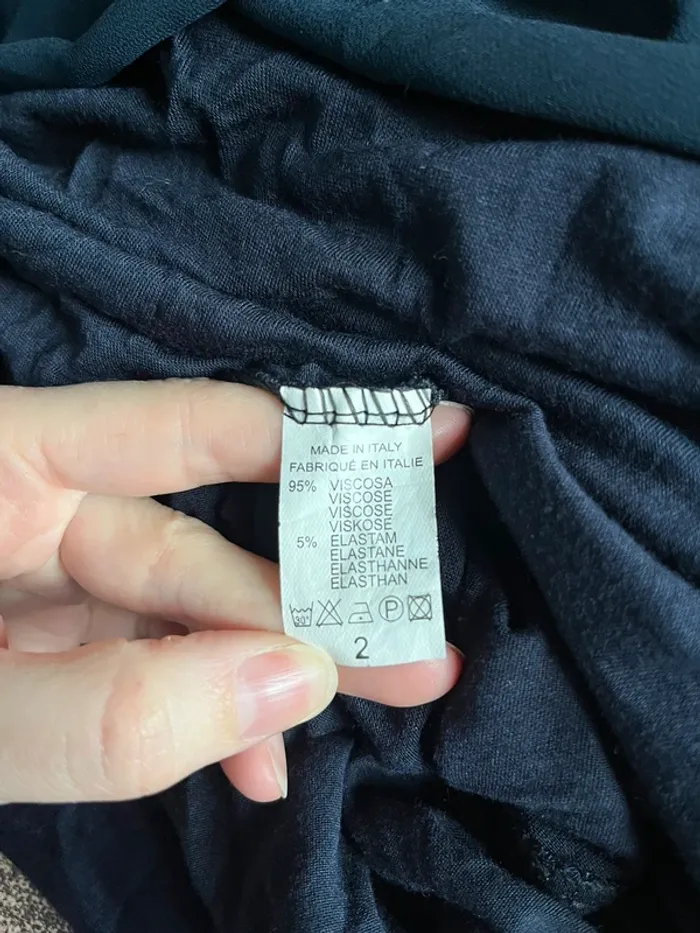 MADE IN ITALY
FABRIQUÉ EN ITALIE
95% VISCOSA
VISCOSE
VISCOSE
VISKOSE
5% ELASTAM
ELASTANE
ELASTHANNE
ELASTHAN
30° P
2